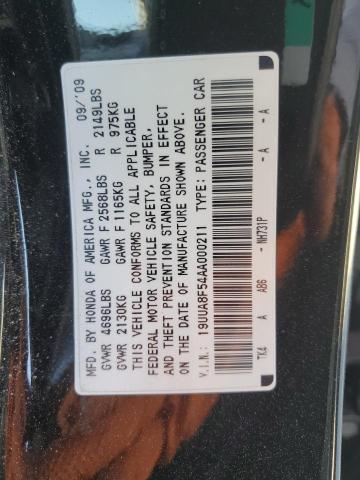 MFD. BY HONDA OF AMERICA MFG., INC. 09/'09
GVWR 4696LBS GAWR F 2568LBS R 2149LBS
GVWR 2130KG GAWR F 1165KG R 975KG
THIS VEHICLE CONFORMS TO ALL APPLICABLE
FEDERAL MOTOR VEHICLE SAFETY, BUMPER,
AND THEFT PREVENTION STANDARDS IN EFFECT
ON THE DATE OF MANUFACTURE SHOWN ABOVE.
V.I.N.: 19UUA8F54AA000211 TYPE: PASSENGER CAR
TK4 A A86 - NH731P - A - A